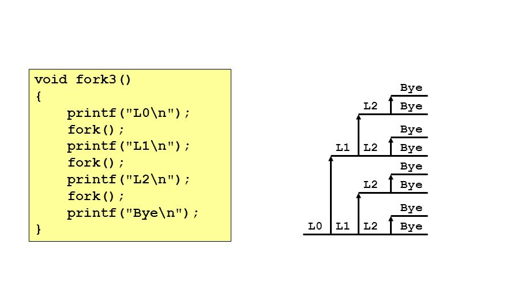 void fork3()
{
printf("L0\n");
fork();
printf("L1\n");
fork();
printf("L2\n");
fork();
printf("Bye\n");
}
Bye
L2 Bye
Bye
L1 L2 Bye
Bye
L2 Bye
Bye
L0 L1 L2 Bye